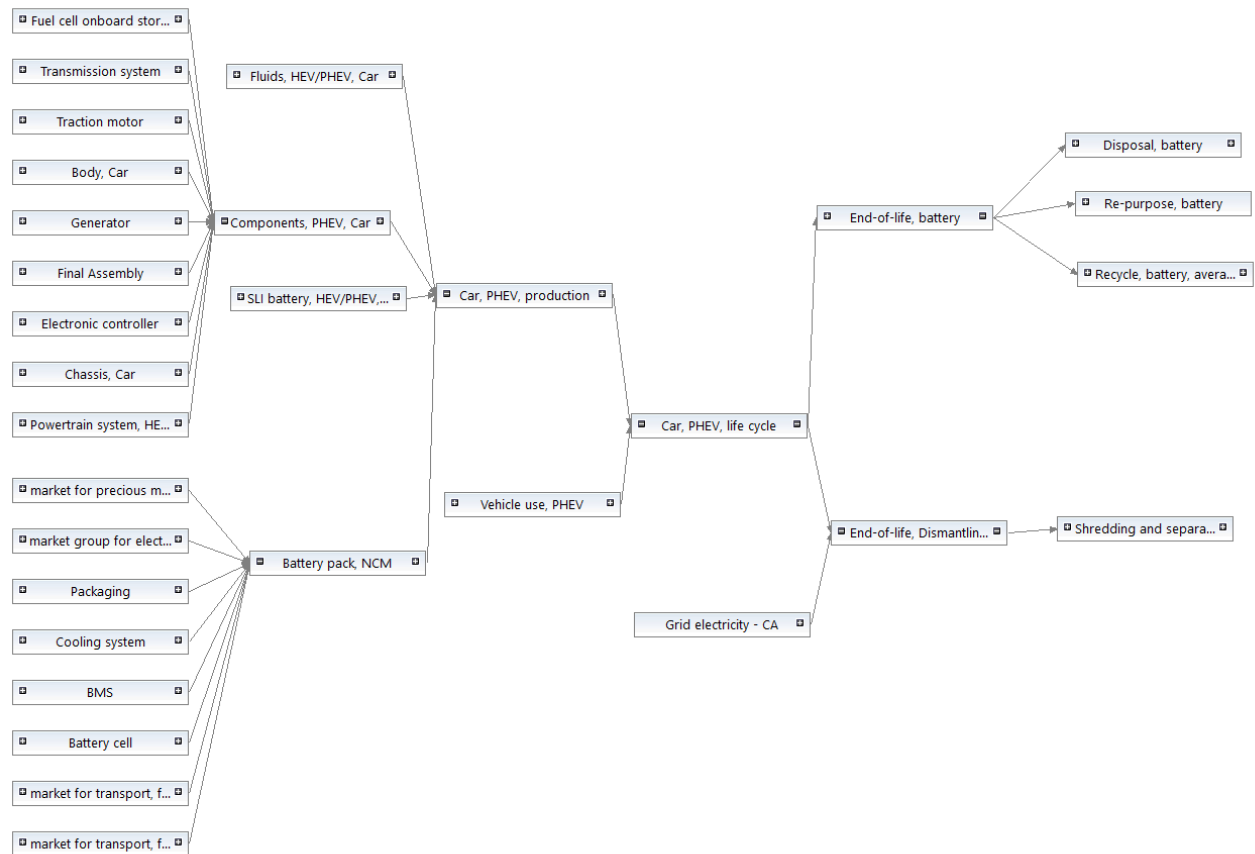 Fuel cell onboard stor...
Transmission system
Traction motor
Body, Car
Generator
Final Assembly
Electronic controller
Chassis, Car
Powertrain system, HE...
market for precious m...
market group for elect...
Packaging
Cooling system
BMS
Battery cell
market for transport, f...
market for transport, f...
Fluids, HEV/PHEV, Car
Components, PHEV, Car
SLI battery, HEV/PHEV,...
Battery pack, NCM
Car, PHEV, production
Vehicle use, PHEV
Car, PHEV, life cycle
Grid electricity - CA
End-of-life, battery
End-of-life, Dismantlin...
Disposal, battery
Re-purpose, battery
Recycle, battery, avera...
Shredding and separa...